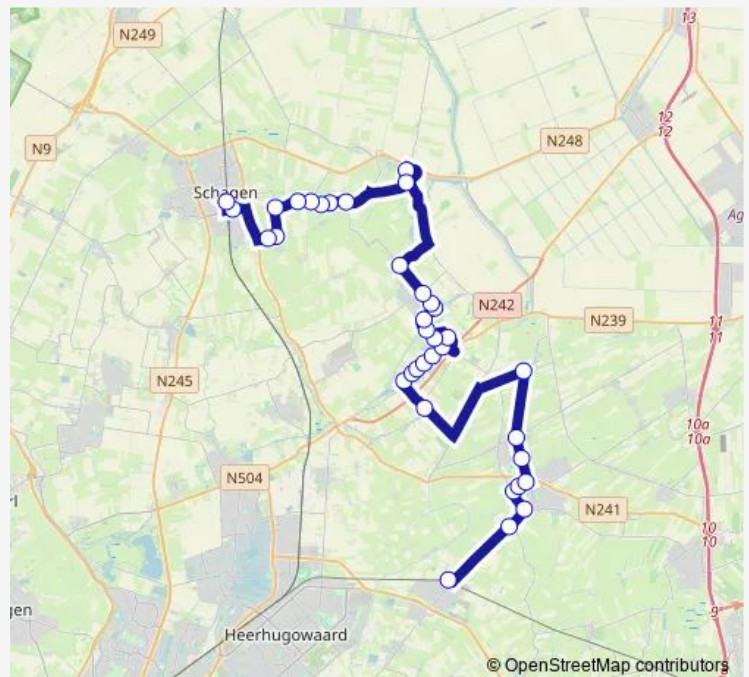 N249
13
N9
N248
12
12
Schagen
Ag
N242
N239
11
11
N245
10a
10a
N504
N241
rl
10
10
gen
9
Heerhugowaard
© OpenStreetMap contributors